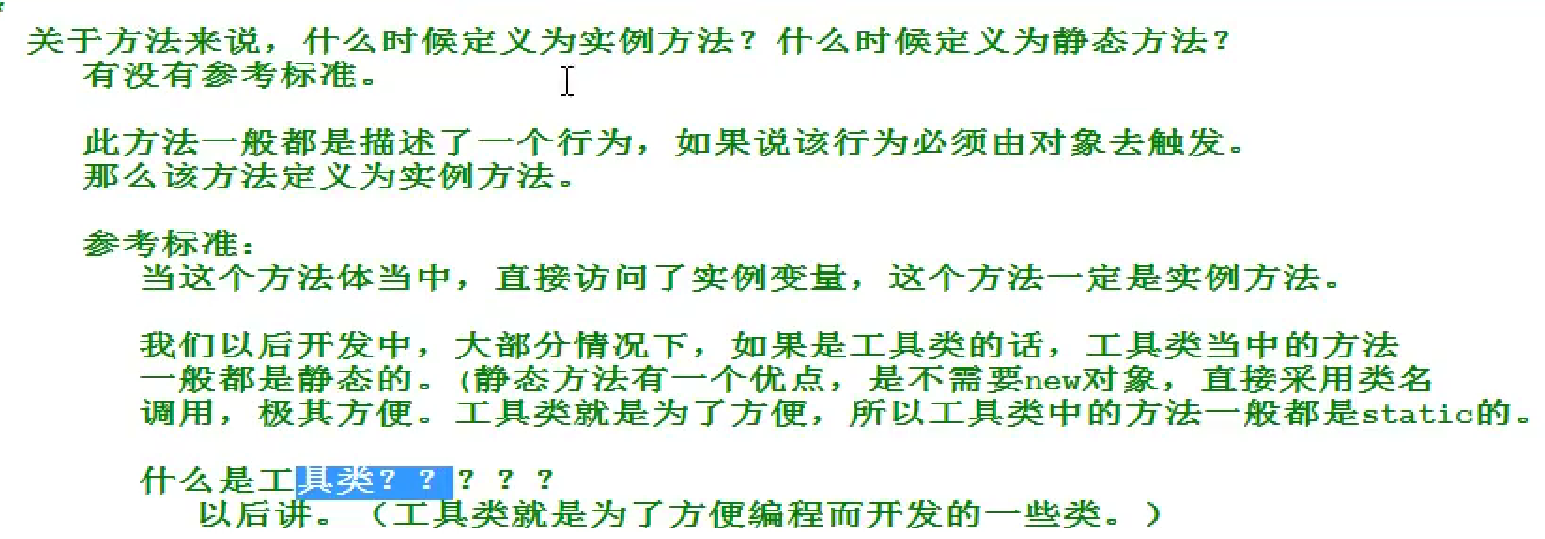 关于方法来说，什么时候定义为实例方法？什么时候定义为静态方法？
有没有参考标准。
此方法一般都是描述了一个行为，如果说该行为必须由对象去触发。
那么该方法定义为实例方法。
参考标准：
当这个方法体当中，直接访问了实例变量，这个方法一定是实例方法。
我们以后开发中，大部分情况下，如果是工具类的话，工具类当中的方法
一般都是静态的。(静态方法有一个优点，是不需要new对象，直接采用类名
调用，极其方便。工具类就是为了方便，所以工具类中的方法一般都是static的。
什么是工具类？？？？？
以后讲。（工具类就是为了方便编程而开发的一些类。）